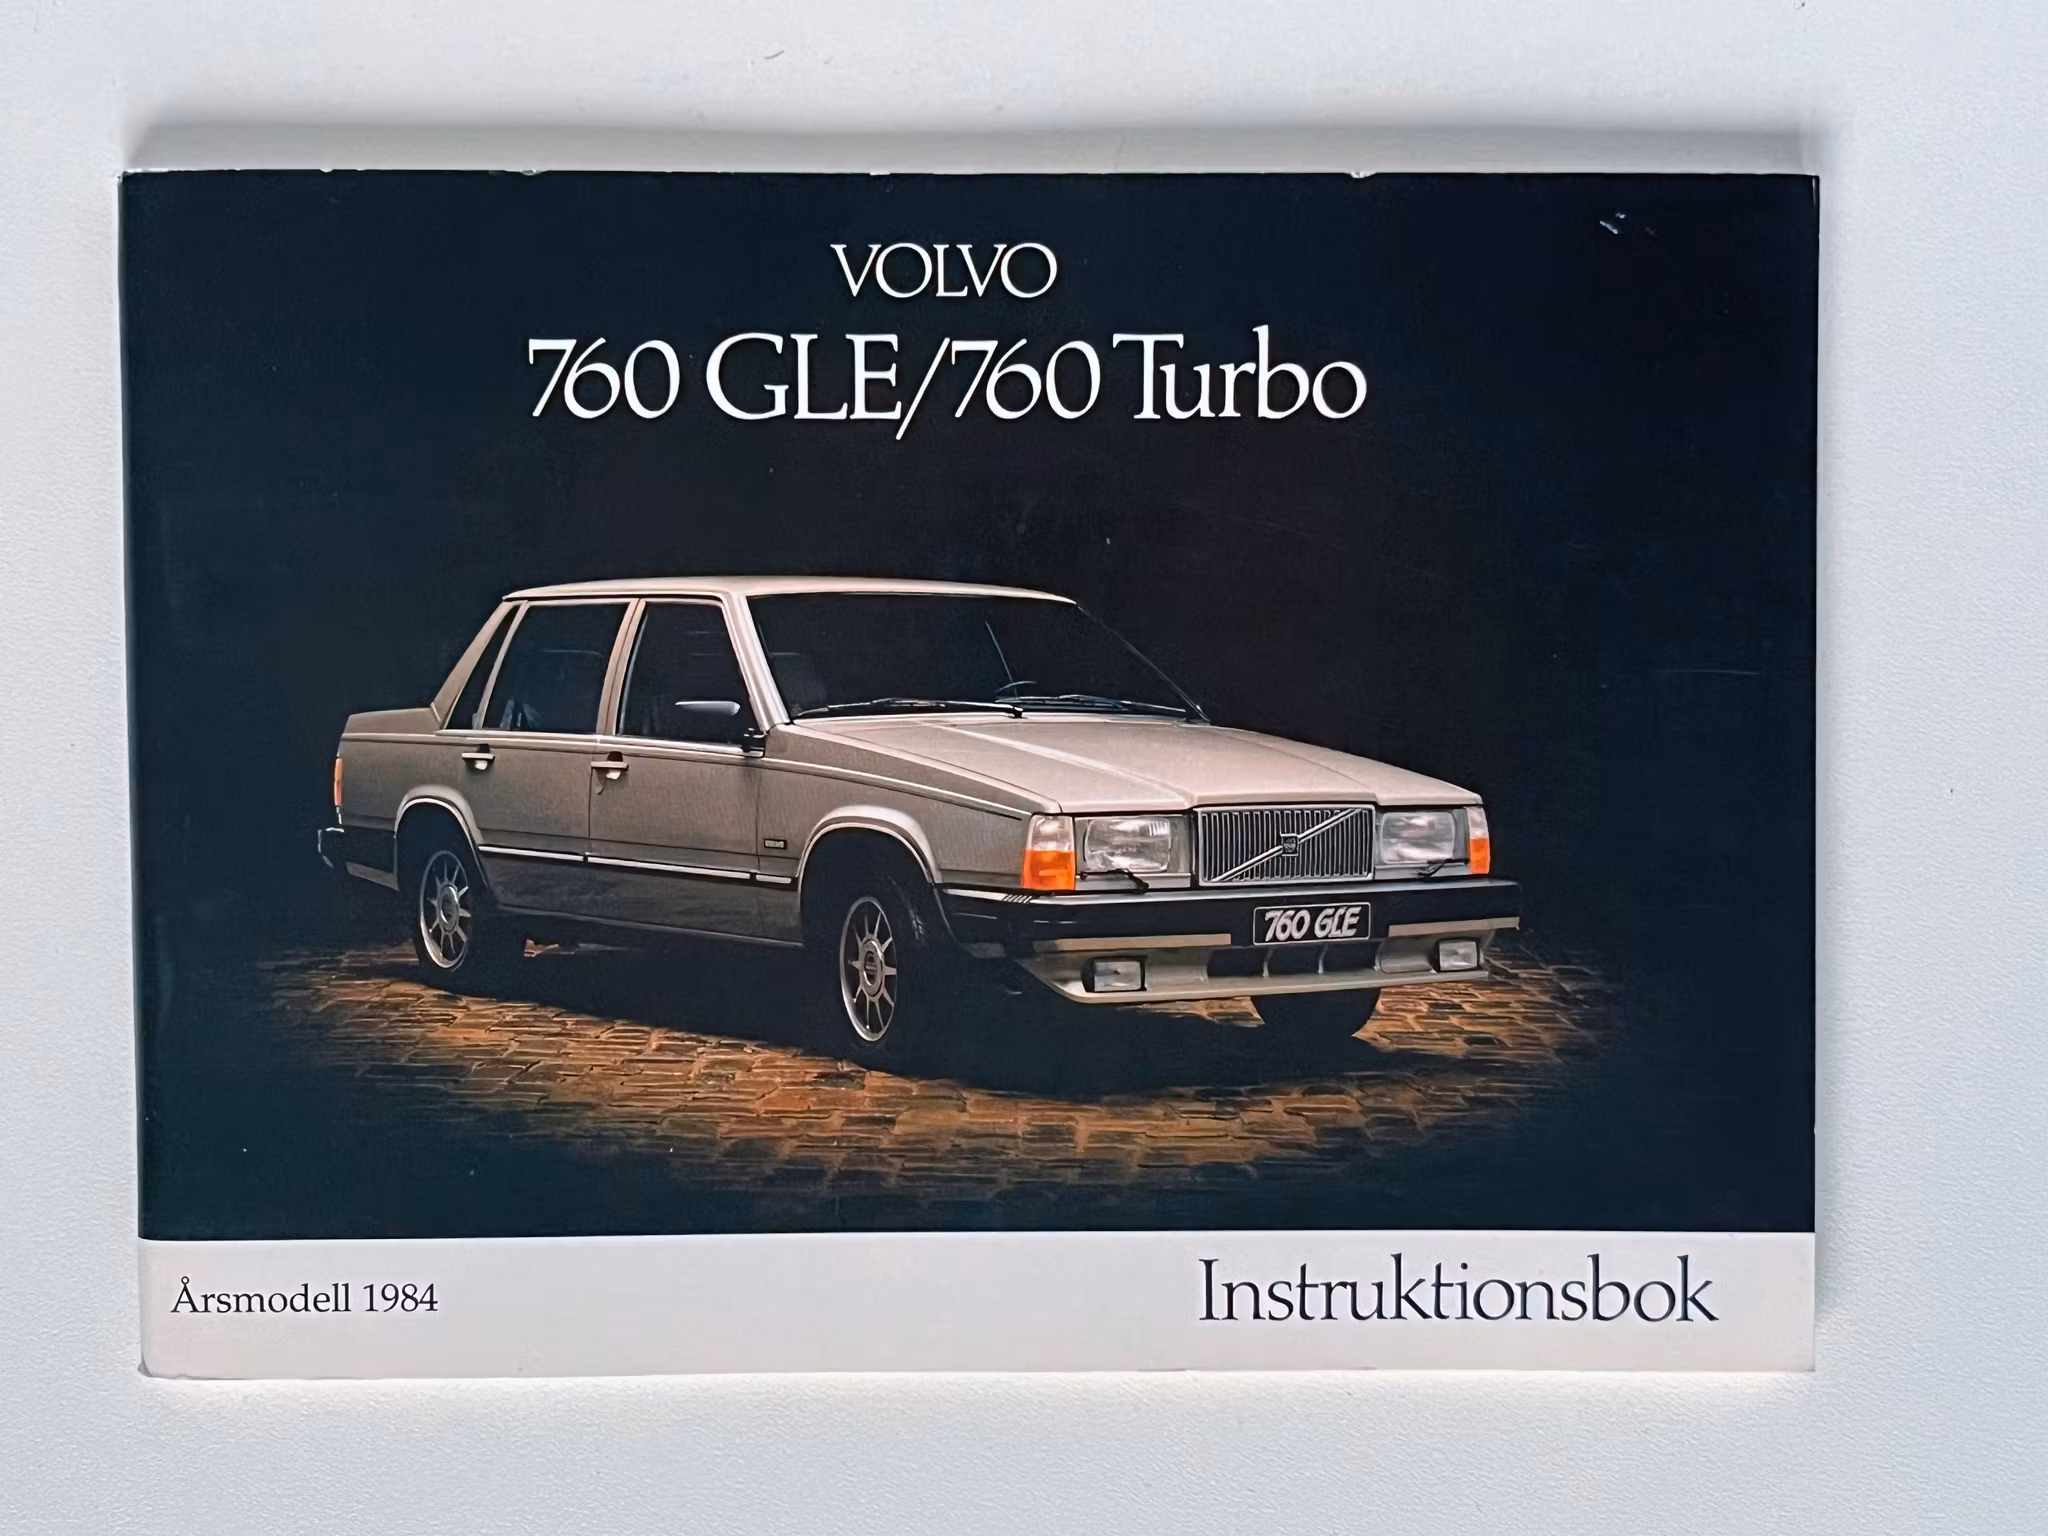 VOLVO
760 GLE/760 Turbo
760 GLE
Årsmodell 1984
Instruktionsbok